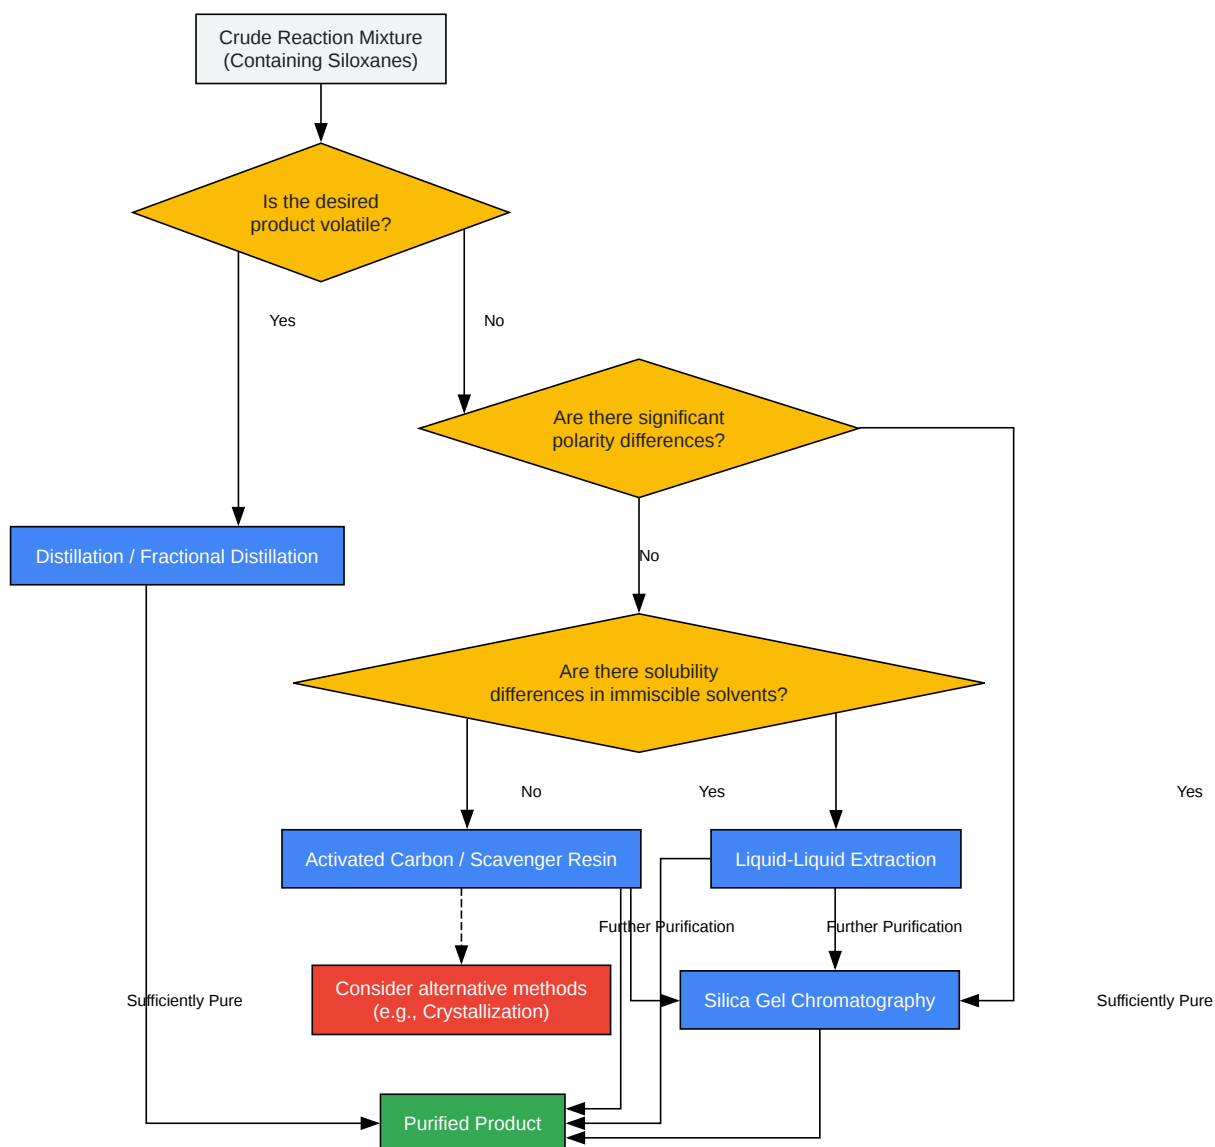 Crude Reaction Mixture
(Containing Siloxanes)
Is the desired
product volatile?
Yes
No
Are there significant
polarity differences?
Distillation / Fractional Distillation
No
Are there solubility
differences in immiscible solvents?
No
Yes
Yes
Activated Carbon / Scavenger Resin
Liquid-Liquid Extraction
Further Purification
Further Purification
Consider alternative methods
(e.g., Crystallization)
Sufficiently Pure
Silica Gel Chromatography
Sufficiently Pure
Purified Product